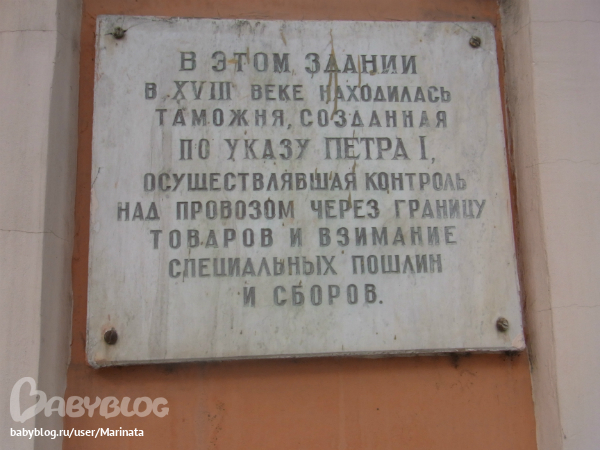 В ЭТОМ ЗДАНИИ
В XVIII ВЕКЕ НАХОДИЛАСЬ
ТАМОЖНЯ, СОЗДАННАЯ
ПО УКАЗУ ПЕТРА I,
ОСУЩЕСТВЛЯВШАЯ КОНТРОЛЬ
НАД ПРОВОЗОМ ЧЕРЕЗ ГРАНИЦУ
ТОВАРОВ И ВЗИМАНИЕ
СПЕЦИАЛЬНЫХ ПОШЛИН
И СБОРОВ.
BABYBLOG
babyblog.ru/user/Marinata